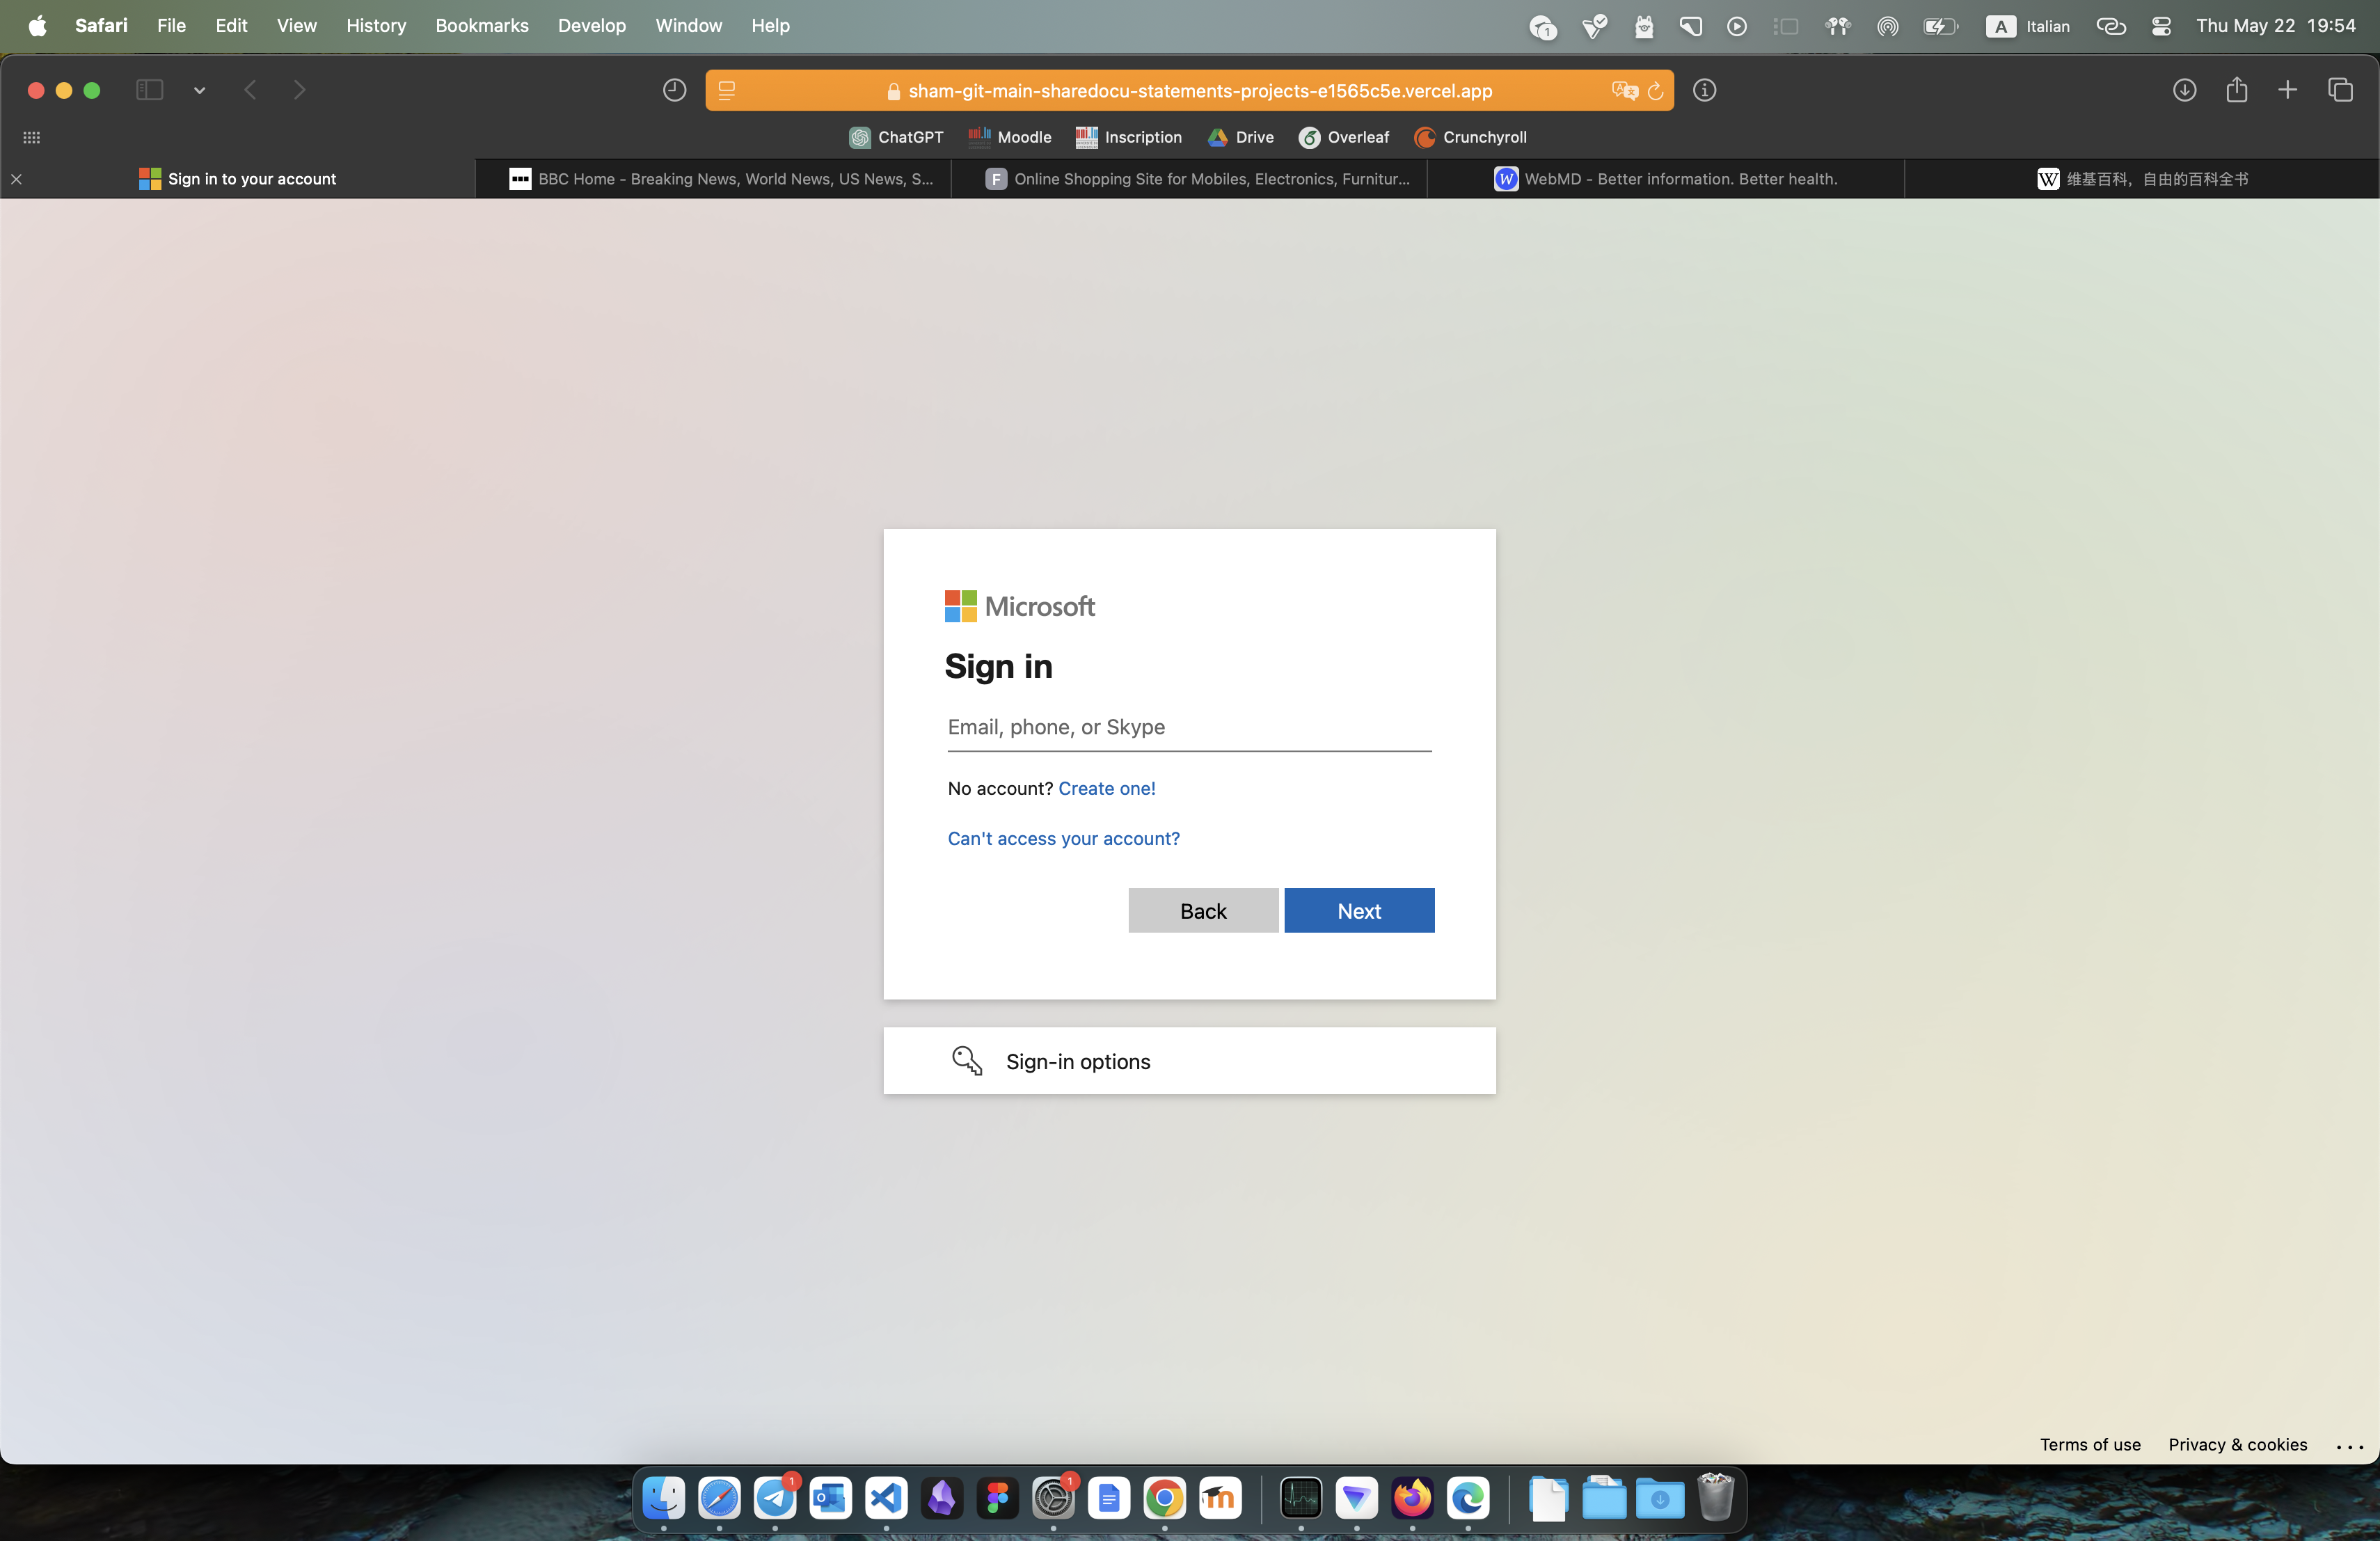 Safari File Edit View History Bookmarks Develop Window Help 1 A Italian Thu May 22 19:54
sham-git-main-sharedocu-statements-projects-e1565c5e.vercel.app
ChatGPT Moodle Inscription Drive Overleaf Crunchyroll
Sign in to your account BBC Home - Breaking News, World News, US News, S... F Online Shopping Site for Mobiles, Electronics, Furnitur... W WebMD - Better information. Better health. W 维基百科，自由的百科全书
Microsoft
Sign in
Email, phone, or Skype
No account? Create one!
Can't access your account?
Back Next
Sign-in options
Terms of use Privacy & cookies ...
1 1